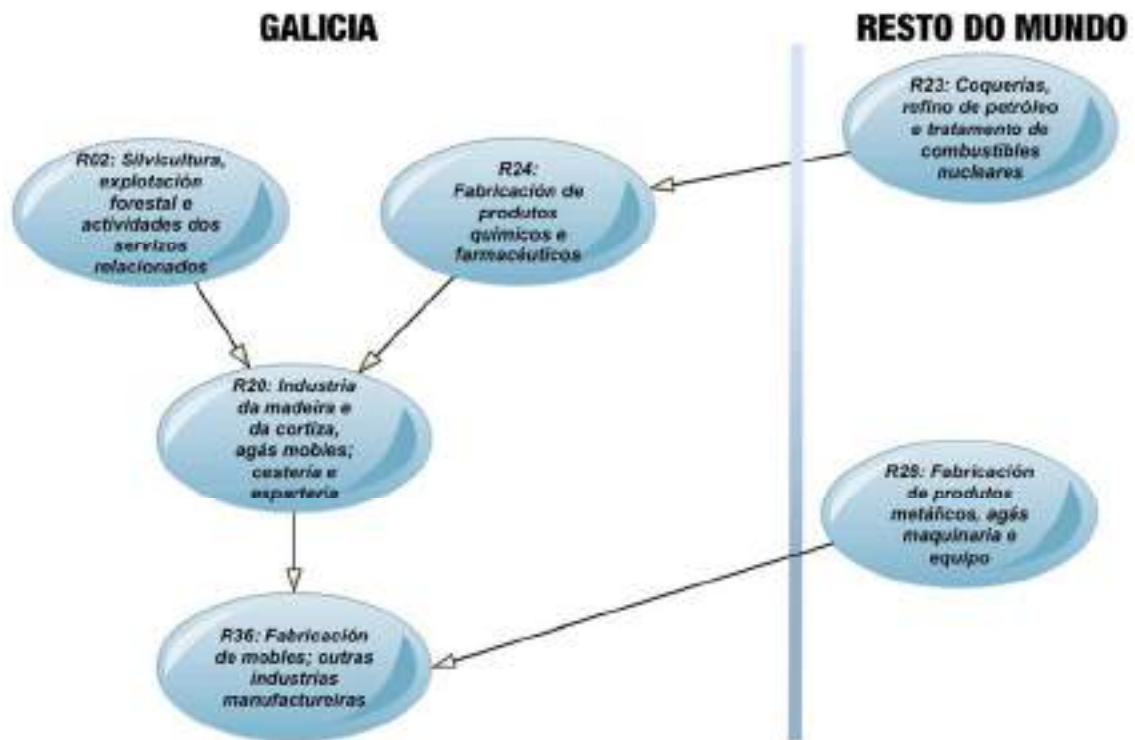 GALICIA
RESTO DO MUNDO
R23: Coquerías,
refino de petróleo
e tratamento de
combustibles
nucleares
R02: Silvicultura,
explotación
forestal e
actividades dos
servizos
relacionados
R24:
Fabricación de
produtos
químicos e
farmacéuticos
R20: Industria
da madeira e
da cortiza,
agás mobles;
cestería e
espartería
R28: Fabricación
de produtos
metálicos, agás
maquinaria e
equipo
R36: Fabricación
de mobles; outras
industrias
manufactureiras